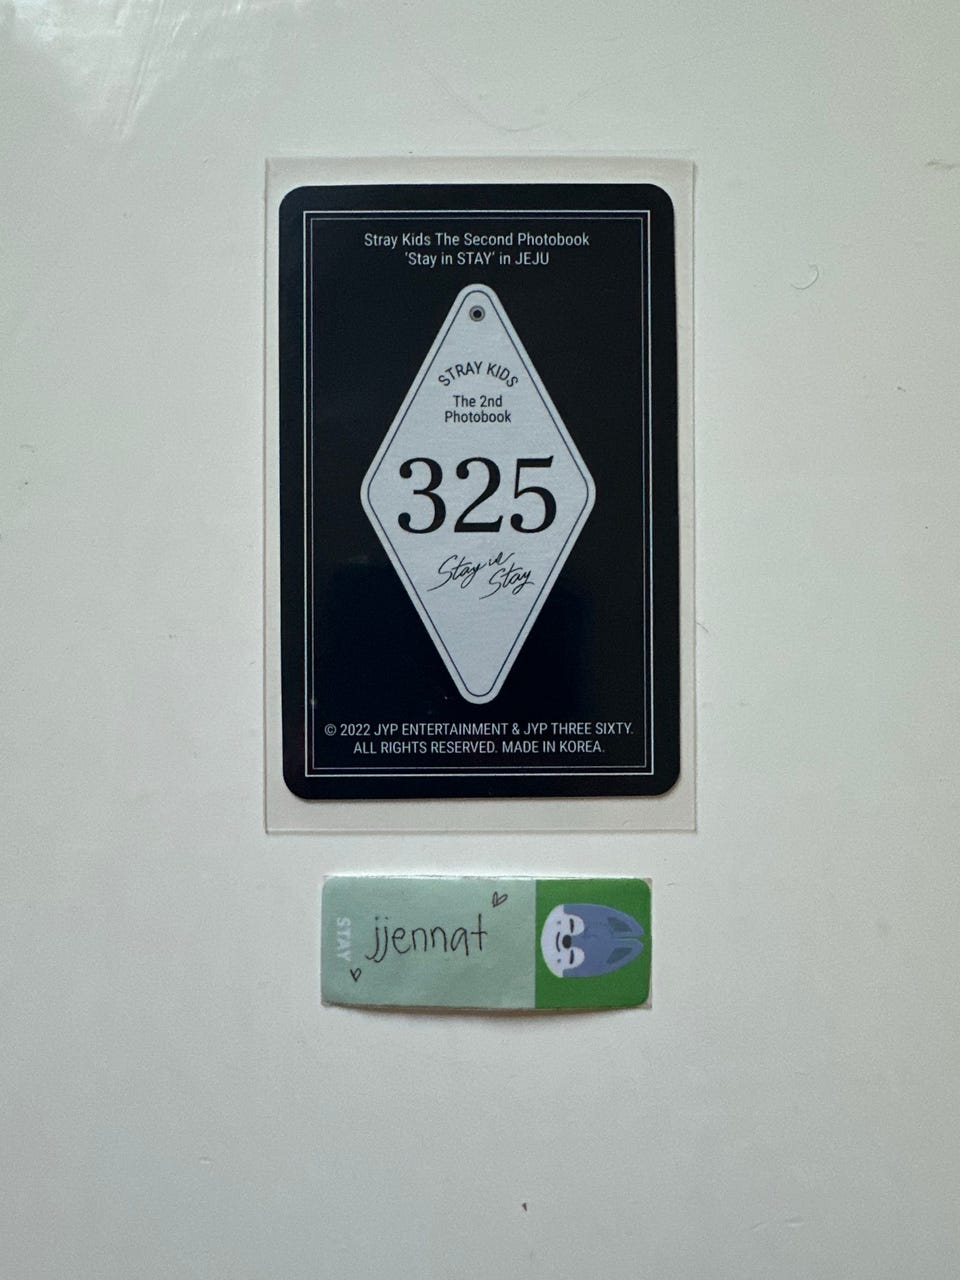 Stray Kids The Second Photobook
‘Stay in STAY’ in JEJU
STRAY KIDS
The 2nd
Photobook
325
Stay in
Stay
© 2022 JYP ENTERTAINMENT & JYP THREE SIXTY.
ALL RIGHTS RESERVED. MADE IN KOREA.
STAY
jjennat